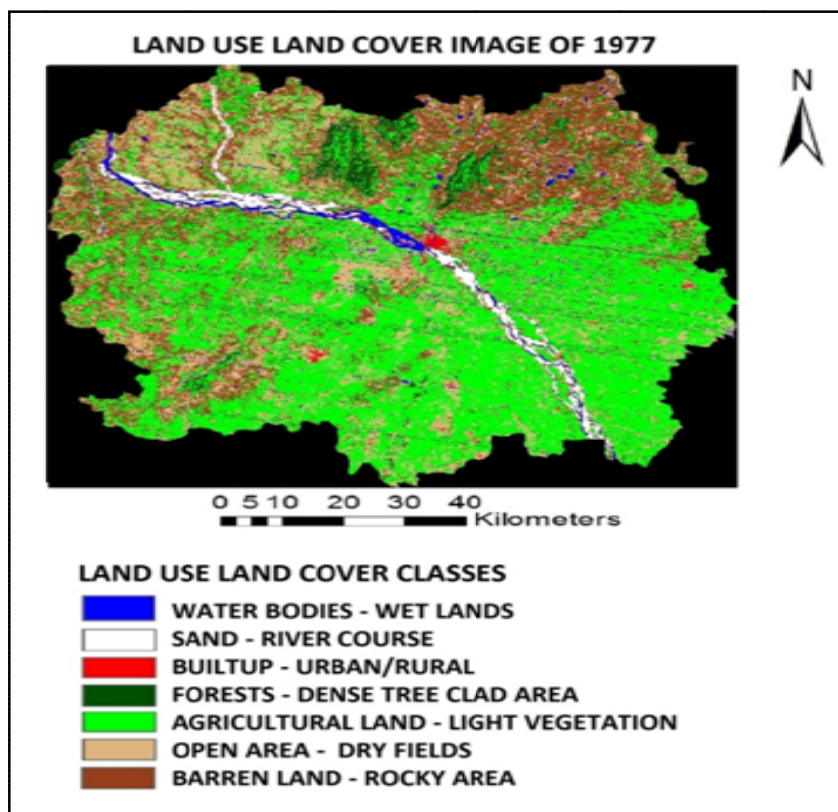 LAND USE LAND COVER IMAGE OF 1977
N
0 5 10 20 30 40
Kilometers
LAND USE LAND COVER CLASSES
WATER BODIES - WET LANDS
SAND - RIVER COURSE
BUILTUP - URBAN/RURAL
FORESTS - DENSE TREE CLAD AREA
AGRICULTURAL LAND - LIGHT VEGETATION
OPEN AREA - DRY FIELDS
BARREN LAND - ROCKY AREA